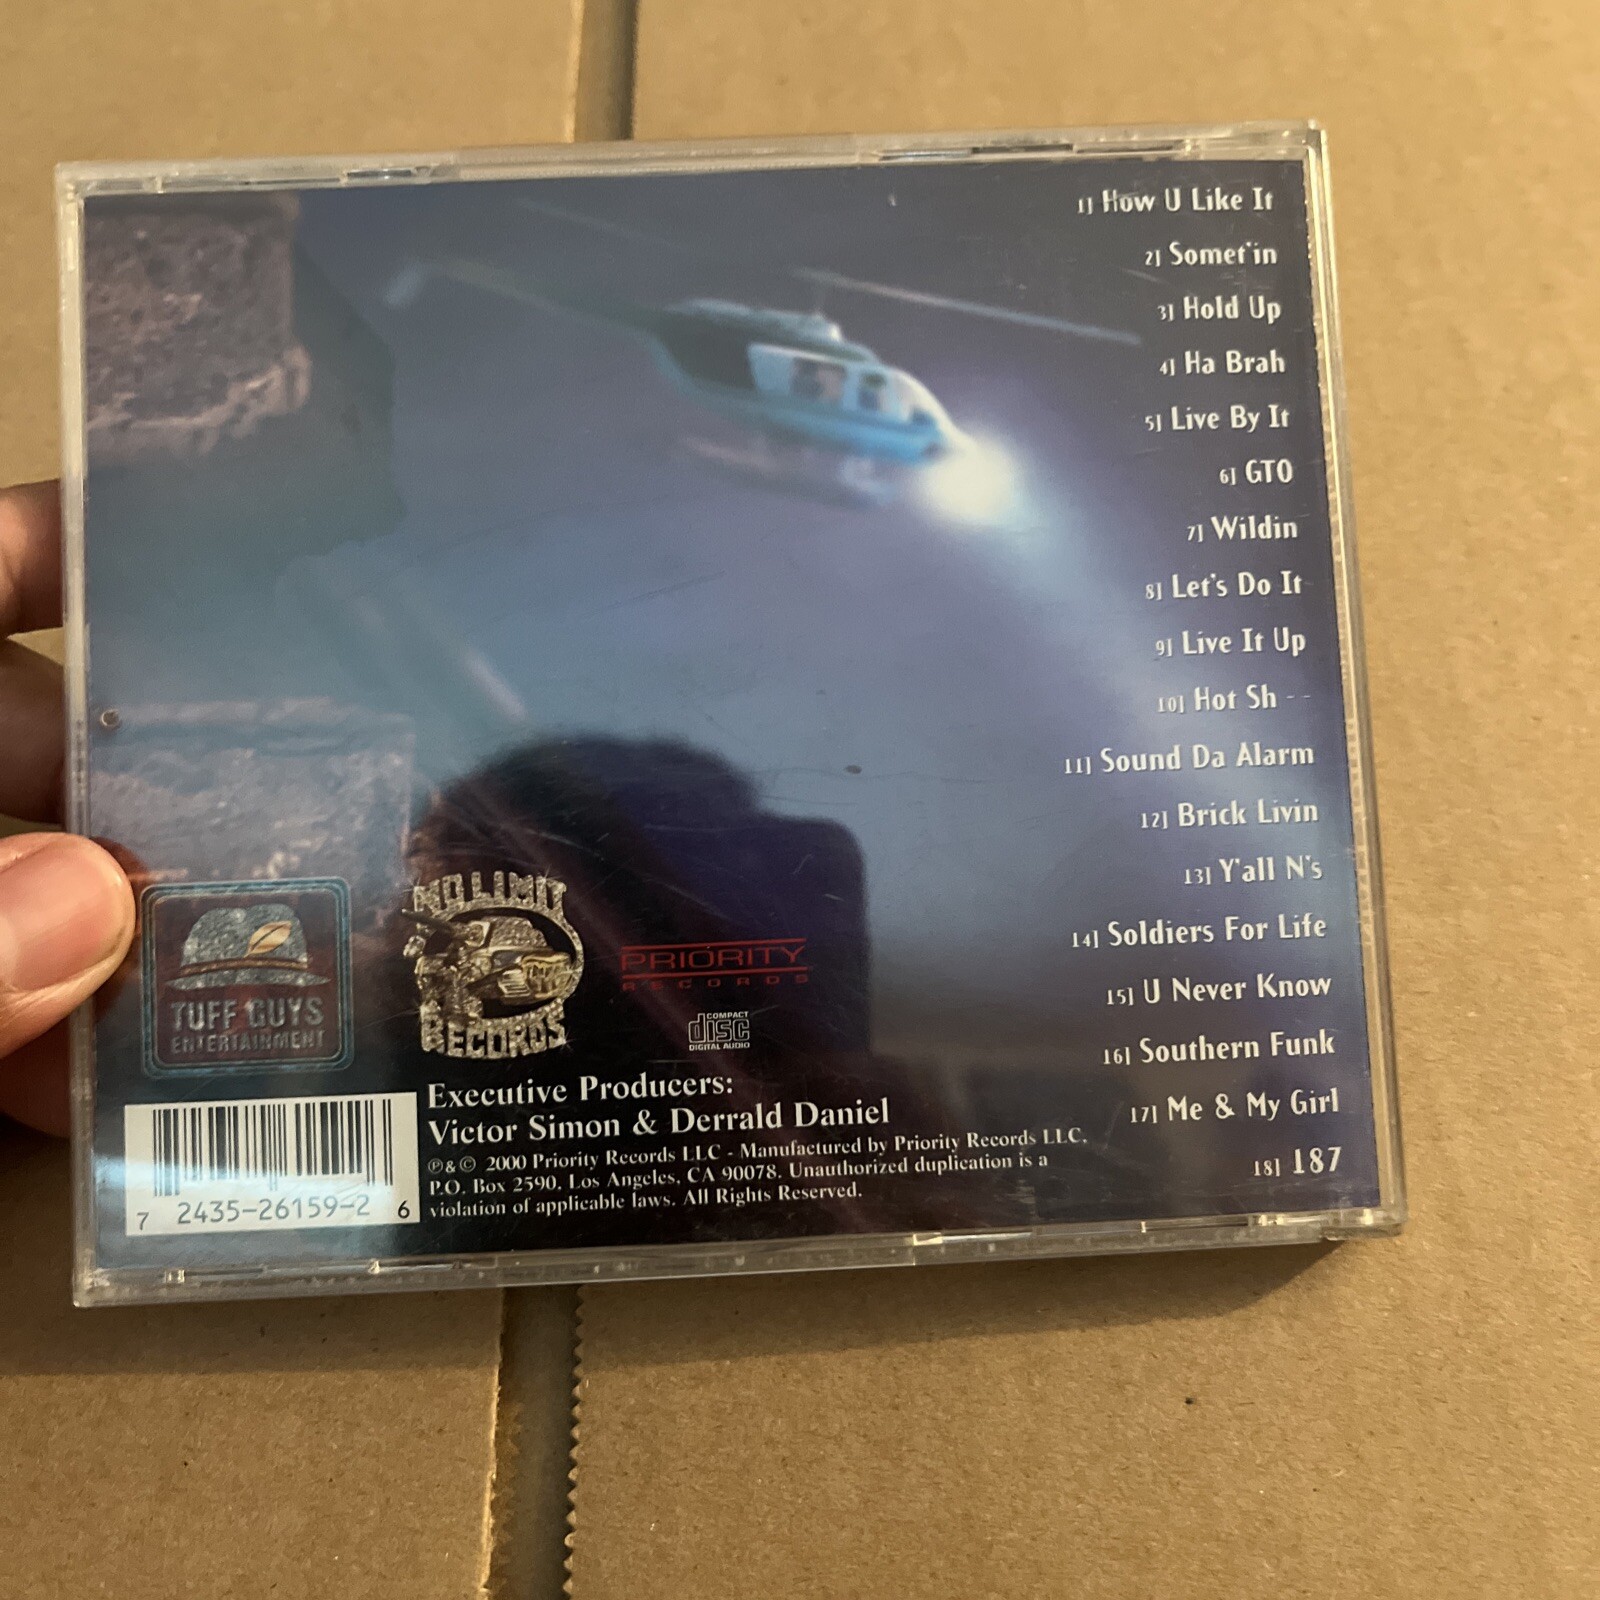 1] How U Like It
2] Somet'in
3] Hold Up
4] Ha Brah
5] Live By It
6] GTO
7] Wildin
8] Let's Do It
9] Live It Up
10] Hot Sh - -
11] Sound Da Alarm
12] Brick Livin
13] Y'all N's
14] Soldiers For Life
15] U Never Know
16] Southern Funk
17] Me & My Girl
18] 187
TUFF GUYS
ENTERTAINMENT
NO LIMIT
RECORDS
PRIORITY
RECORDS
COMPACT
disc
DIGITAL AUDIO
Executive Producers:
Victor Simon & Derrald Daniel
℗ & © 2000 Priority Records LLC - Manufactured by Priority Records LLC,
P.O. Box 2590, Los Angeles, CA 90078. Unauthorized duplication is a
violation of applicable laws. All Rights Reserved.
7 2435-26159-2 6